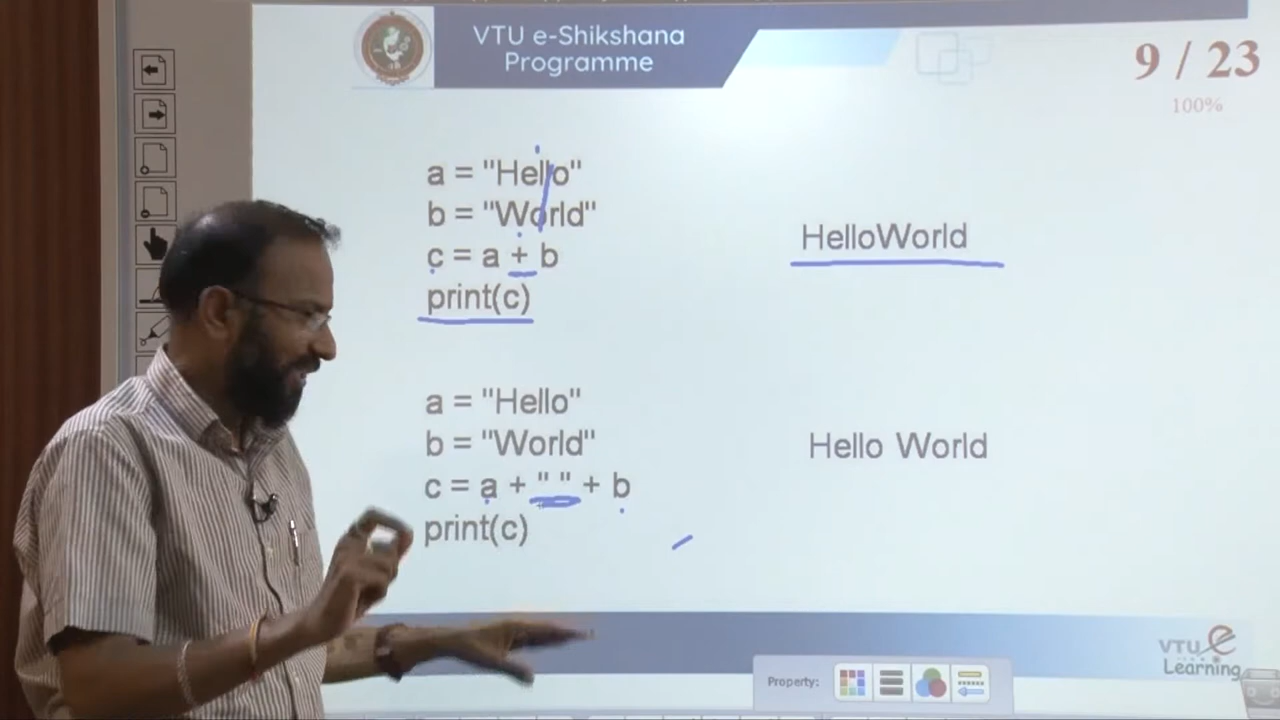 VTU e-Shikshana
Programme
9 / 23
100%
a = "Hello"
b = "World"
c = a + b
print(c)
HelloWorld
a = "Hello"
b = "World"
c = a + " " + b
print(c)
Hello World
VTU e
Learning
Property: